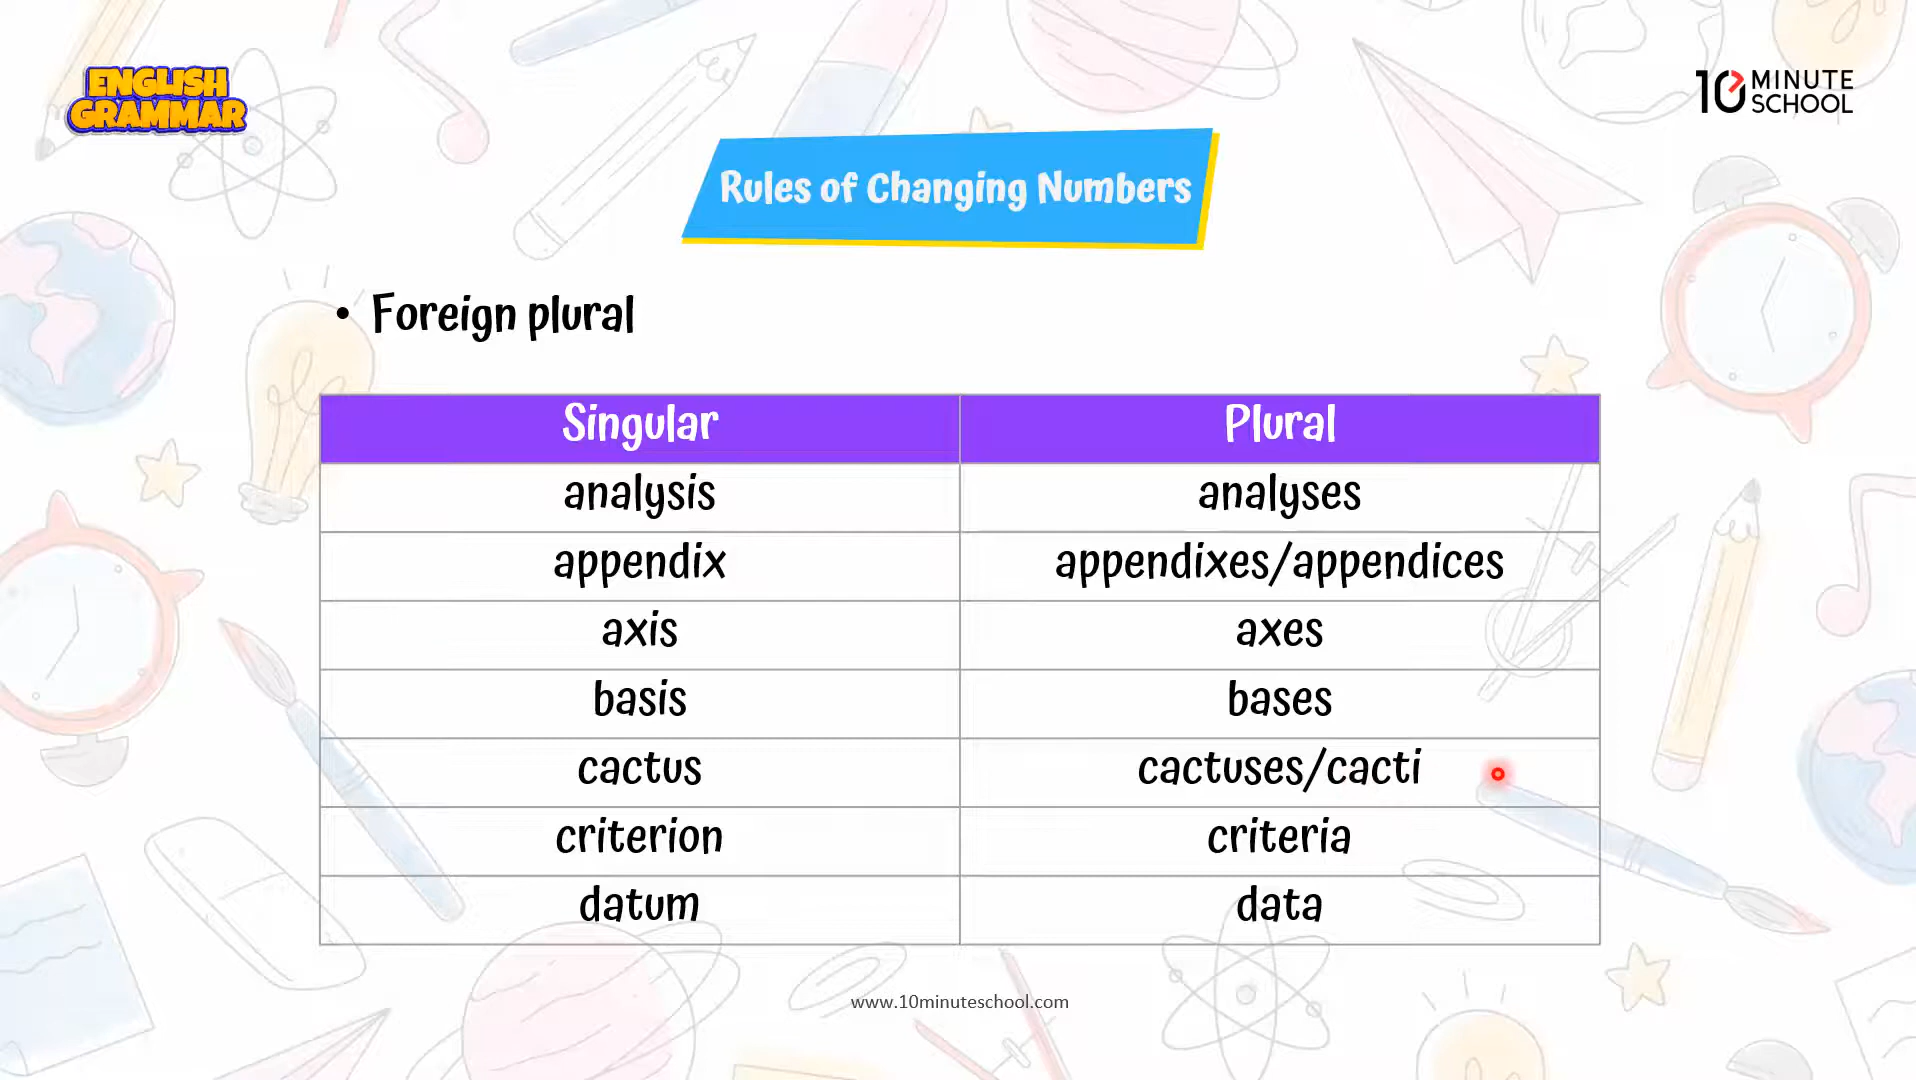 ENGLISH
GRAMMAR
10 MINUTE
SCHOOL
Rules of Changing Numbers
• Foreign plural
Singular Plural
analysis analyses
appendix appendixes/appendices
axis axes
basis bases
cactus cactuses/cacti
criterion criteria
datum data
www.10minuteschool.com